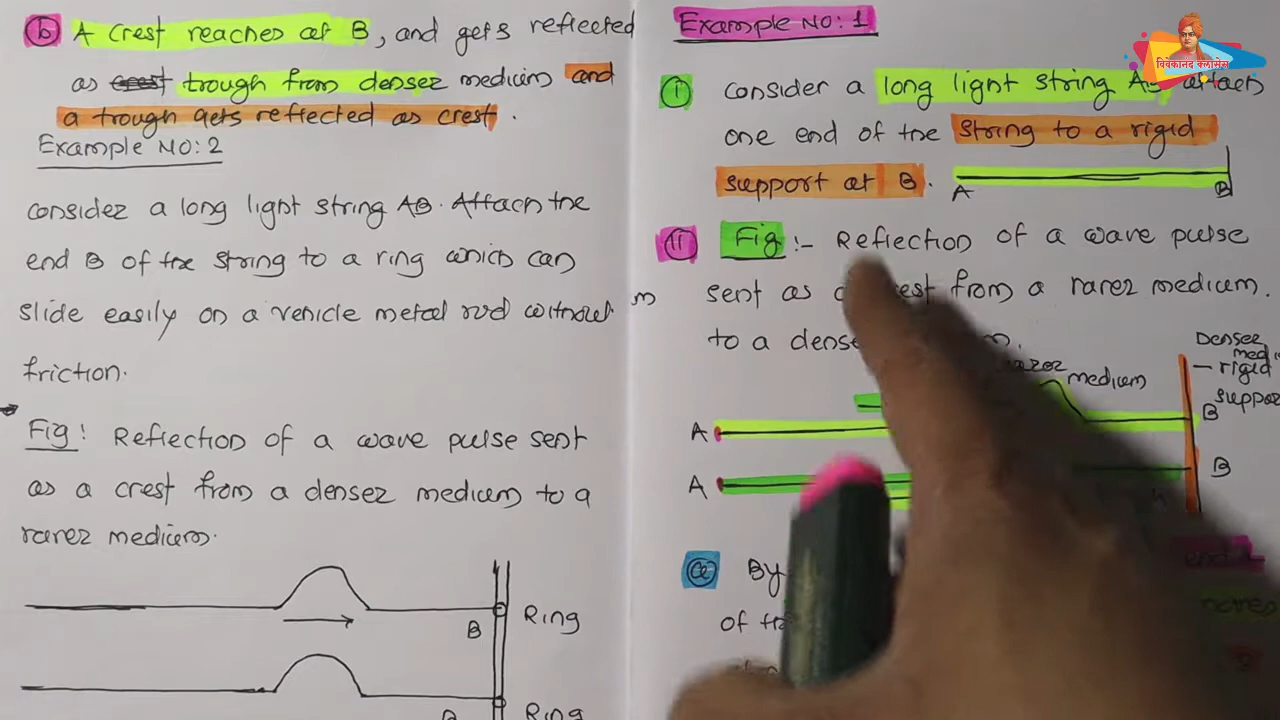 ⓑ A crest reaches at B, and gets reflected
as crest trough from denser medium and
a trough gets reflected as crest.
Example NO: 2
Consider a long light string AB. Attach the
end B of the string to a ring which can
slide easily on a vehicle metal rod without
friction.
Fig: Reflection of a wave pulse sent
as a crest from a denser medium to a
rarer medium.
B Ring
Ring
Example NO: 1
ⓘ Consider a long light string attach
one end of the string to a rigid
support at B.
A B
ⓘⓘ Fig :- Reflection of a wave pulse
sent as from a rarer medium.
to a
medium
Denser
rigid
support
A B
A B
ⓐ By
of
विवेकानंद क्लासेस